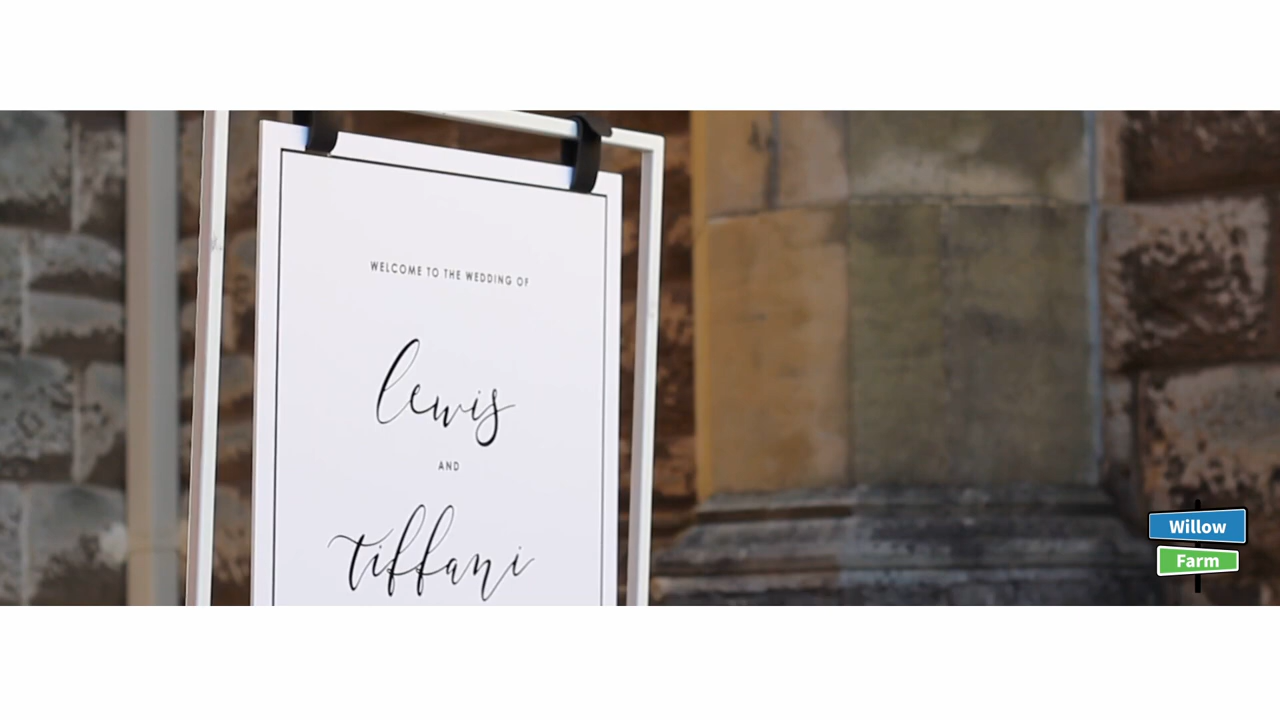 WELCOME TO THE WEDDING OF
lewis
AND
tiffani
Willow
Farm